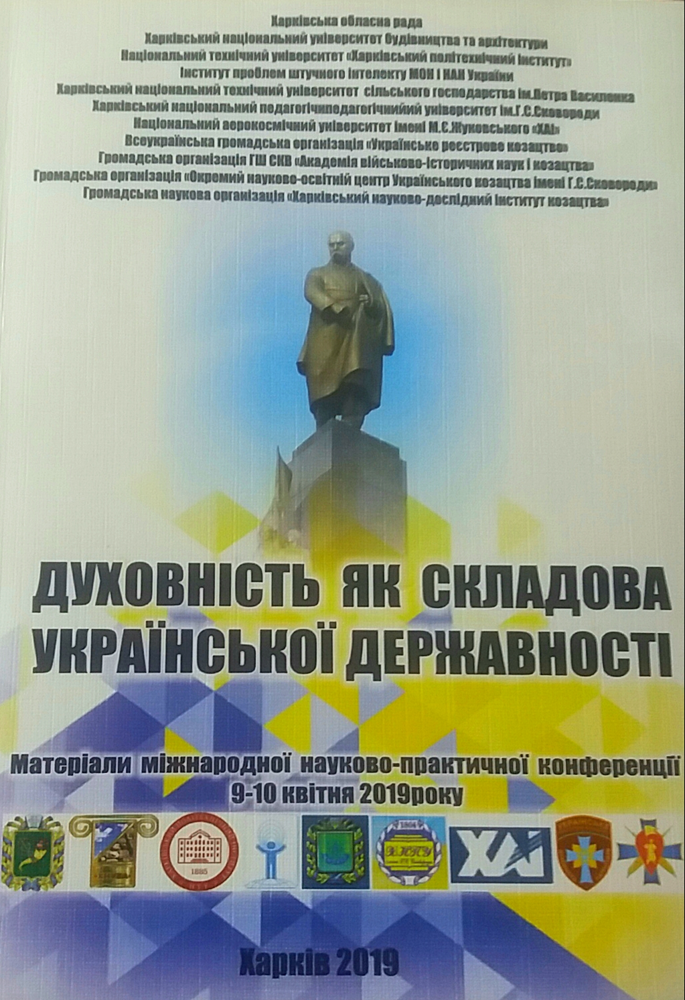 Харківська обласна рада
Харківський національний університет будівництва та архітектури
Національний технічний університет «Харківський політехнічний інститут»
Інститут проблем штучного інтелекту МОН і НАН України
Харківський національний технічний університет сільського господарства ім.Петра Василенка
Харківський національний педагогічнпедагогічнийий університет ім.Г.С.Сковороди
Національний аерокосмічний університет імені М.Є.Жуковського «ХАІ»
Всеукраїнська громадська організація «Українське реєстрове козацтво»
Громадська організація ГШ СКВ «Академія військово-історичних наук і козацтва»
Громадська організація «Окремий науково-освітній центр Українського козацтва імені Г.С.Сковороди»
Громадська наукова організація «Харківський науково-дослідний інститут козацтва»
ДУХОВНІСТЬ ЯК СКЛАДОВА
УКРАЇНСЬКОЇ ДЕРЖАВНОСТІ
Матеріали міжнародної науково-практичної конференції
9-10 квітня 2019року
1885
1804
ХНПУ
ХАІ
Харків 2019